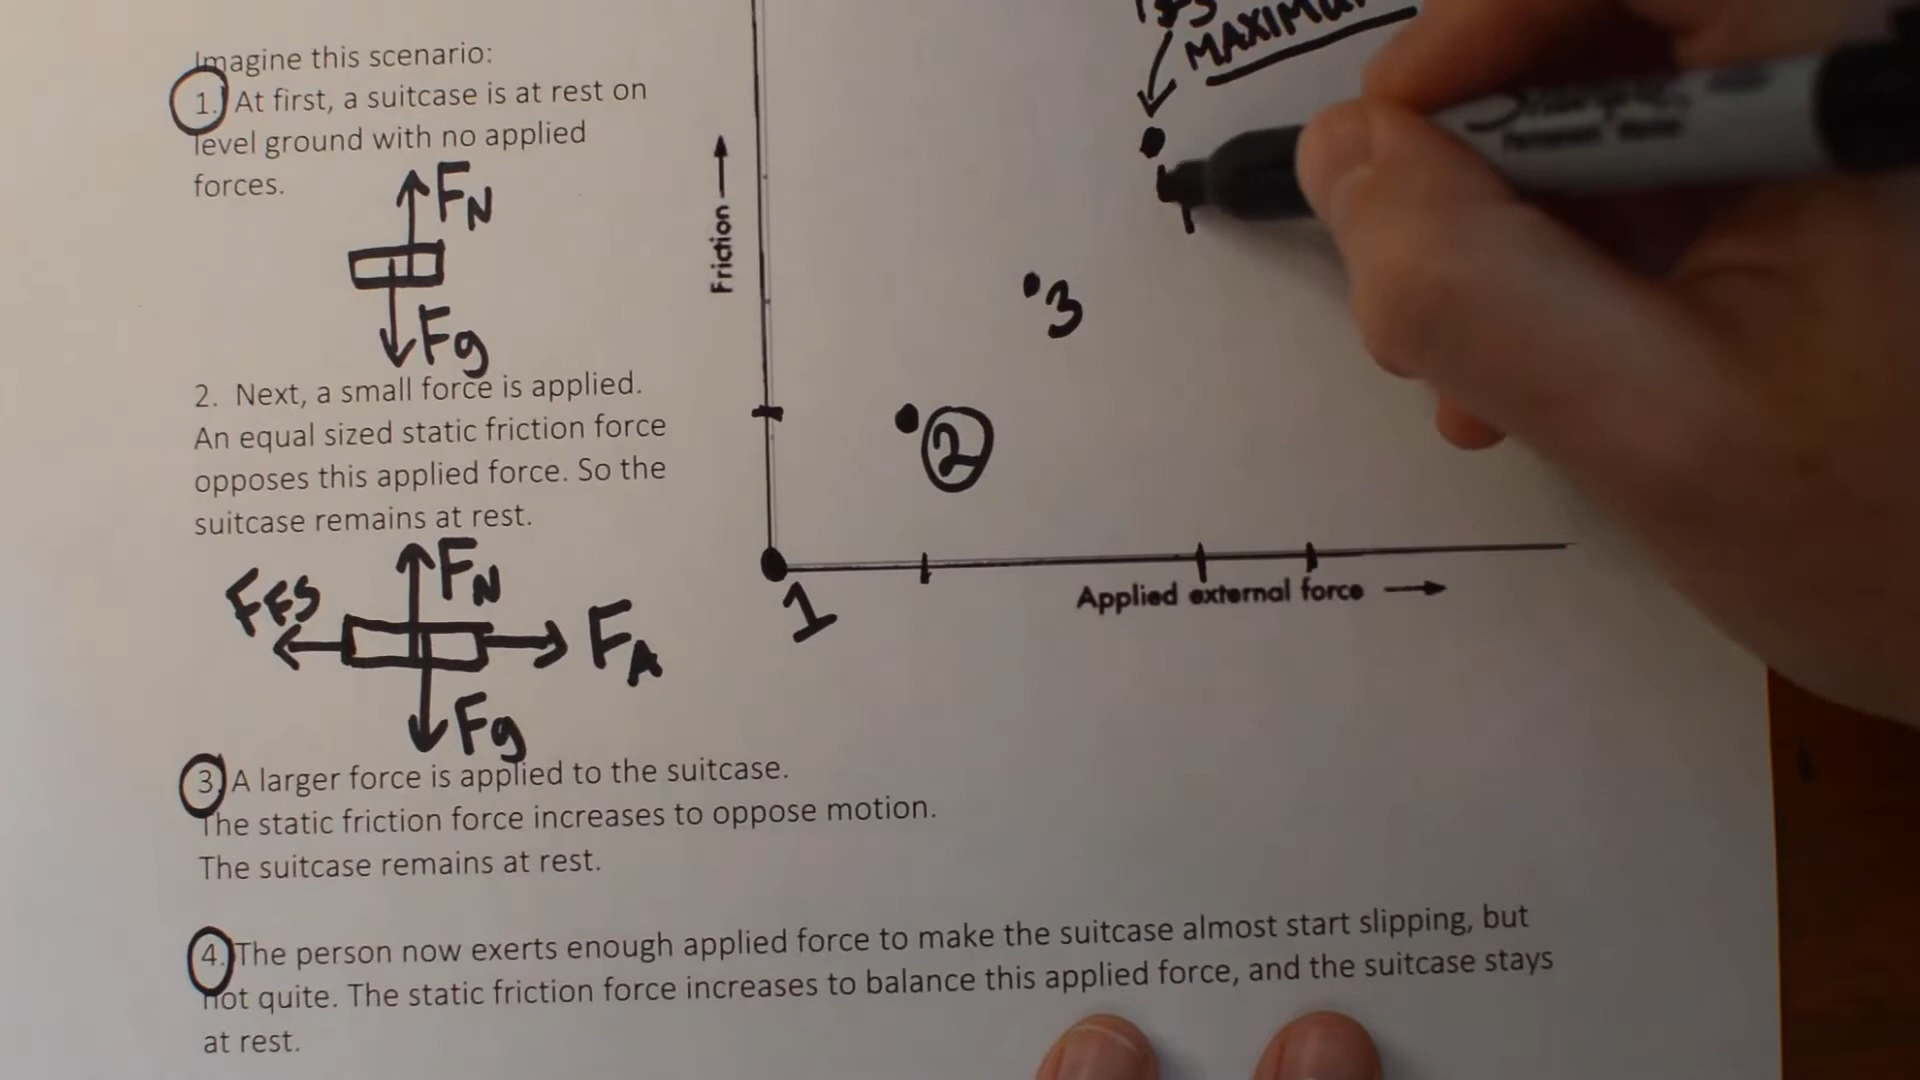 Imagine this scenario:
1. At first, a suitcase is at rest on
level ground with no applied
forces.
FN
Fg
2. Next, a small force is applied.
An equal sized static friction force
opposes this applied force. So the
suitcase remains at rest.
FN
FFS
FA
Fg
3. A larger force is applied to the suitcase.
The static friction force increases to oppose motion.
The suitcase remains at rest.
4. The person now exerts enough applied force to make the suitcase almost start slipping, but
not quite. The static friction force increases to balance this applied force, and the suitcase stays
at rest.
Friction
3
2
1
Applied external force